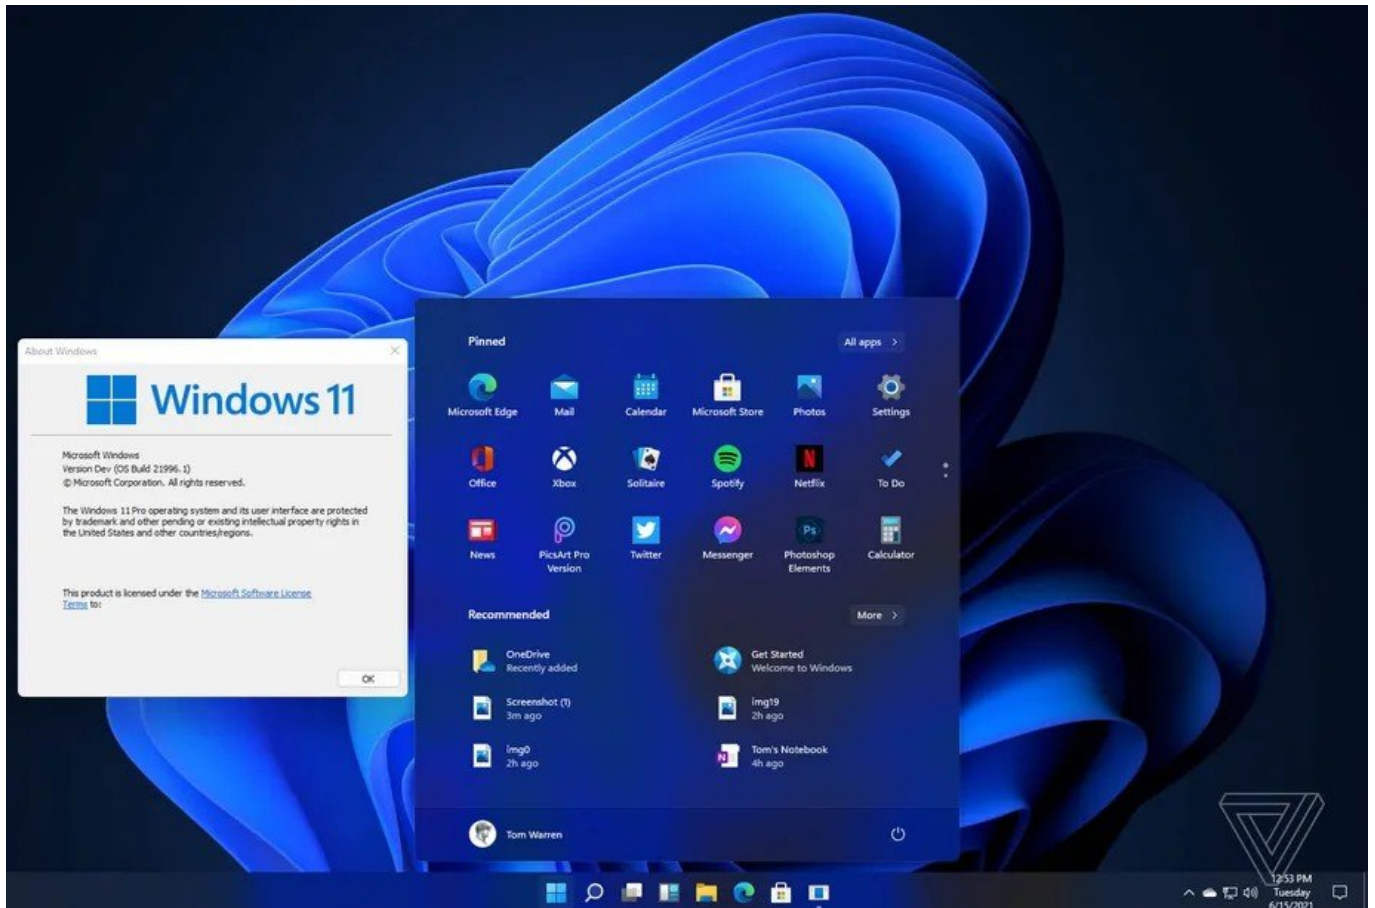 About Windows
Windows 11
Microsoft Windows
Version Dev (OS Build 21996.1)
© Microsoft Corporation. All rights reserved.
The Windows 11 Pro operating system and its user interface are protected
by trademark and other pending or existing intellectual property rights in
the United States and other countries/regions.
This product is licensed under the Microsoft Software License
Terms to:
OK
Pinned
All apps >
Microsoft Edge
Mail
Calendar
Microsoft Store
Photos
Settings
Office
Xbox
Solitaire
Spotify
N
Netflix
To Do
News
PicsArt Pro
Version
Twitter
Messenger
Ps
Photoshop
Elements
Calculator
Recommended
More >
OneDrive
Recently added
Get Started
Welcome to Windows
Screenshot (1)
3m ago
img19
2h ago
img0
2h ago
N
Tom's Notebook
4h ago
Tom Warren
12:53 PM
Tuesday
6/15/2021